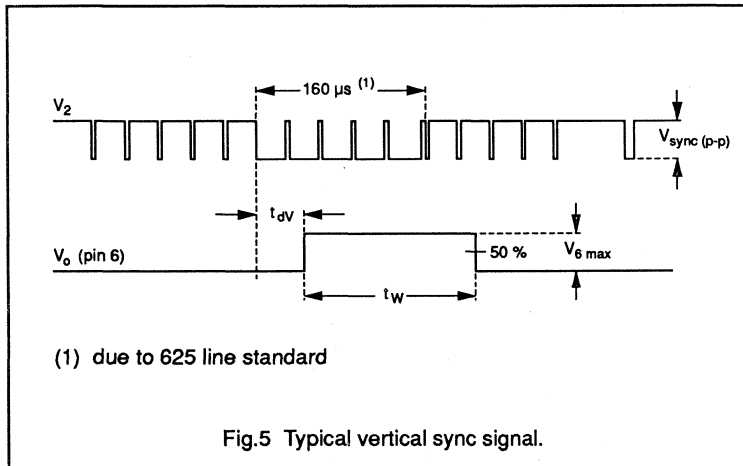 160 µs (1)
V2
Vsync (p-p)
tdV
Vo (pin 6)
50 %
V6 max
tW
(1) due to 625 line standard
Fig.5 Typical vertical sync signal.